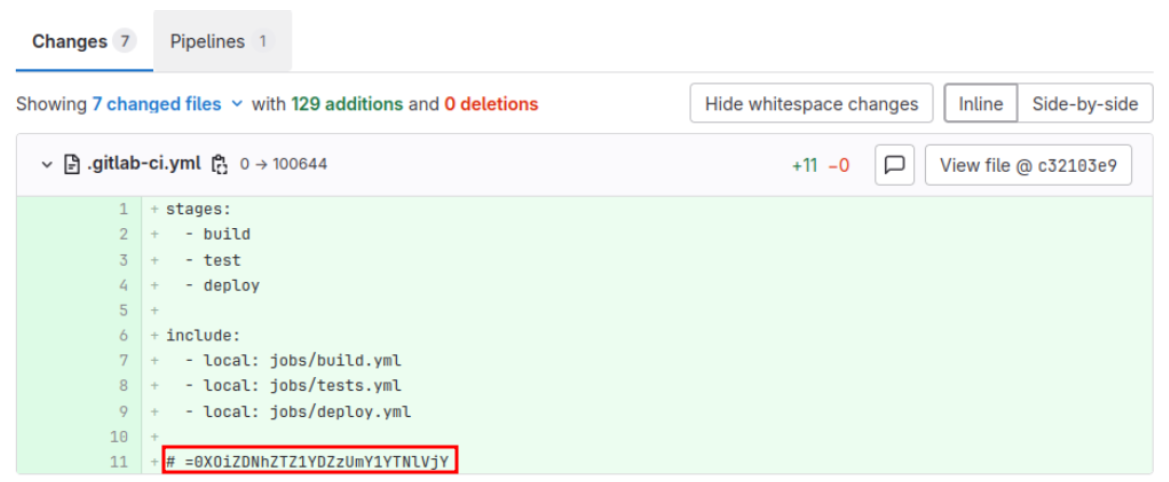 Changes 7 Pipelines 1
Showing 7 changed files with 129 additions and 0 deletions Hide whitespace changes Inline Side-by-side
.gitlab-ci.yml 0 → 100644 +11 −0 View file @ c32103e9
1 + stages:
2 + - build
3 + - test
4 + - deploy
5 +
6 + include:
7 + - local: jobs/build.yml
8 + - local: jobs/tests.yml
9 + - local: jobs/deploy.yml
10 +
11 + # =0XOiZDNhZTZ1YDZzUmY1YTNlVjY